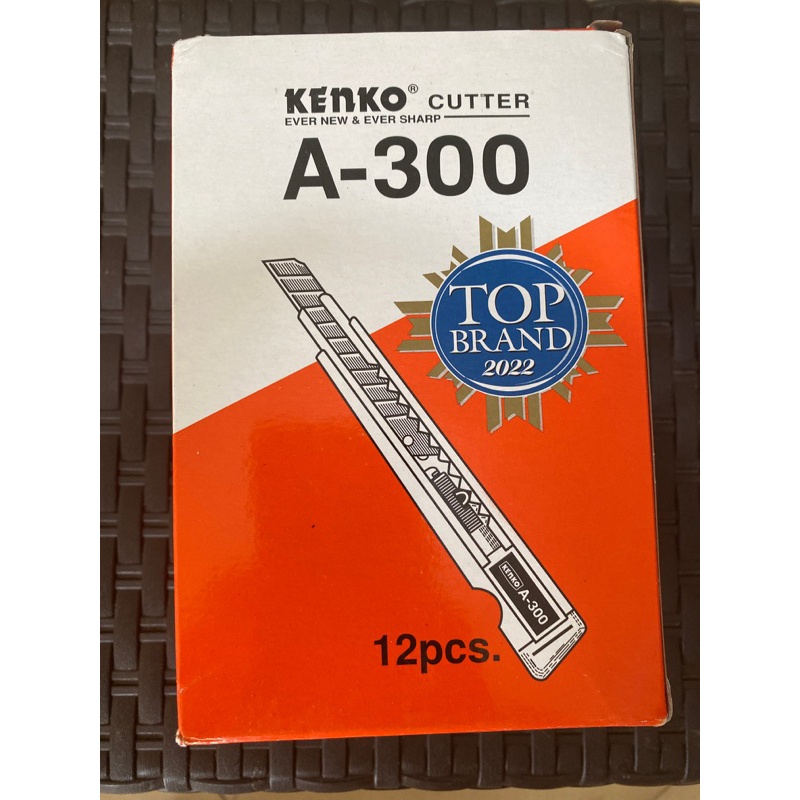 KENKO® CUTTER
EVER NEW & EVER SHARP
A-300
TOP
BRAND
2022
KENKO A-300
12pcs.